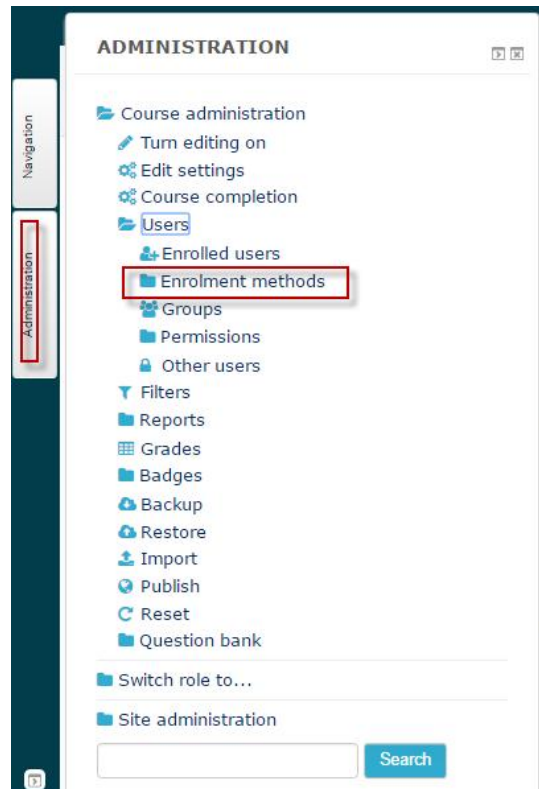 ADMINISTRATION
Navigation
Administration
Course administration
Turn editing on
Edit settings
Course completion
Users
Enrolled users
Enrolment methods
Groups
Permissions
Other users
Filters
Reports
Grades
Badges
Backup
Restore
Import
Publish
Reset
Question bank
Switch role to...
Site administration
Search